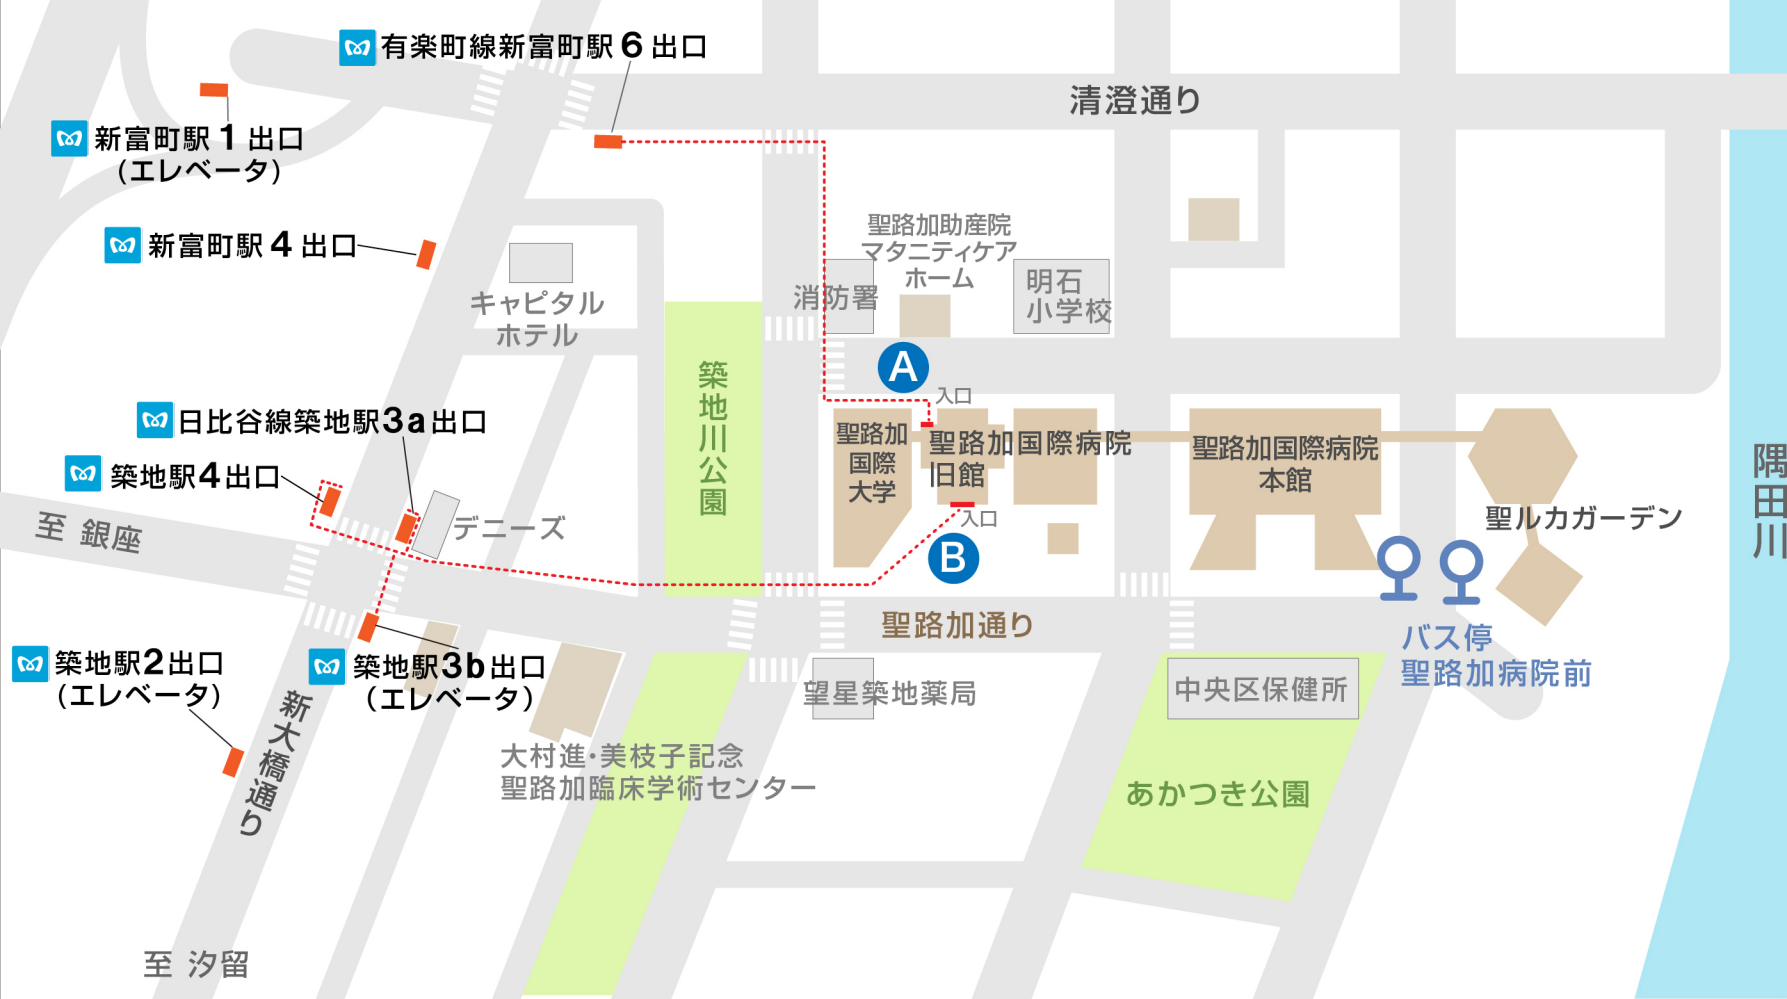 有楽町線新富町駅6出口
清澄通り
新富町駅1出口
(エレベータ)
新富町駅4出口
聖路加助産院
マタニティケア
ホーム
消防署
明石
小学校
キャピタル
ホテル
築地川公園
A
入口
日比谷線築地駅3a出口
築地駅4出口
聖路加
国際
大学
聖路加国際病院
旧館
聖路加国際病院
本館
隅田川
至 銀座
デニーズ
入口
B
聖ルカガーデン
聖路加通り
バス停
聖路加病院前
築地駅2出口
(エレベータ)
築地駅3b出口
(エレベータ)
新大橋通り
望星築地薬局
中央区保健所
大村進・美枝子記念
聖路加臨床学術センター
あかつき公園
至 汐留